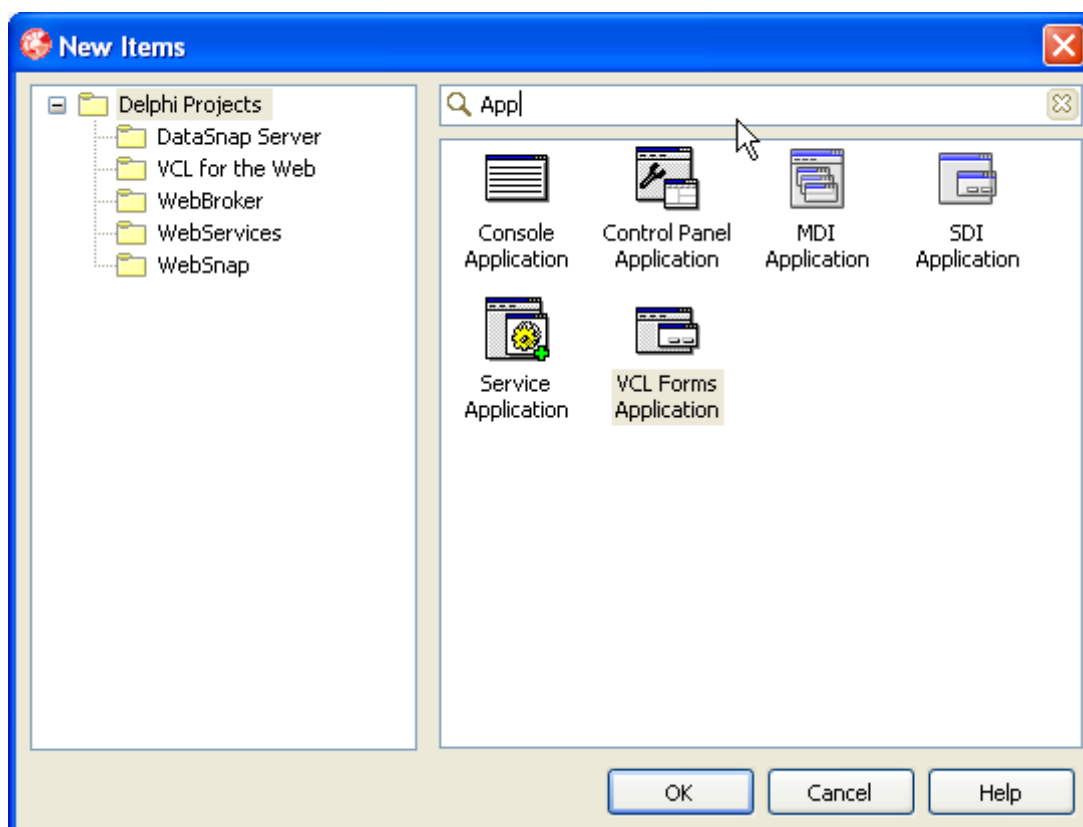 New Items
Delphi Projects
DataSnap Server
VCL for the Web
WebBroker
WebServices
WebSnap
App
Console
Application
Control Panel
Application
MDI
Application
SDI
Application
Service
Application
VCL Forms
Application
OK
Cancel
Help